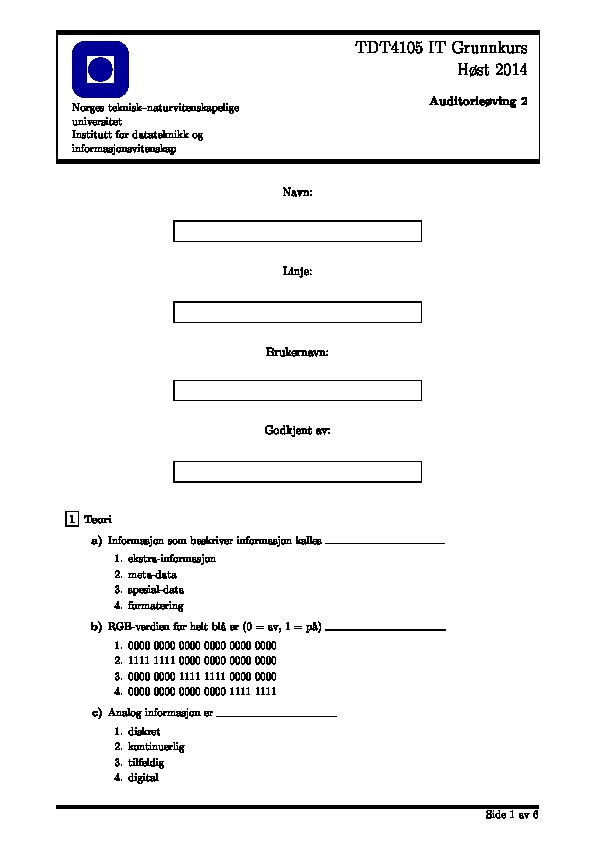 TDT4105 IT Grunnkurs
Høst 2014
Auditorieøving 2
Norges teknisk–naturvitenskapelige
universitet
Institutt for datateknikk og
informasjonsvitenskap
Navn:
Linje:
Brukernavn:
Godkjent av:
1 Teori
a) Informasjon som beskriver informasjon kalles
1. ekstra-informasjon
2. meta-data
3. spesial-data
4. formatering
b) RGB-verdien for helt blå er (0 = av, 1 = på)
1. 0000 0000 0000 0000 0000 0000
2. 1111 1111 0000 0000 0000 0000
3. 0000 0000 1111 1111 0000 0000
4. 0000 0000 0000 0000 1111 1111
c) Analog informasjon er
1. diskret
2. kontinuerlig
3. tilfeldig
4. digital
Side 1 av 6